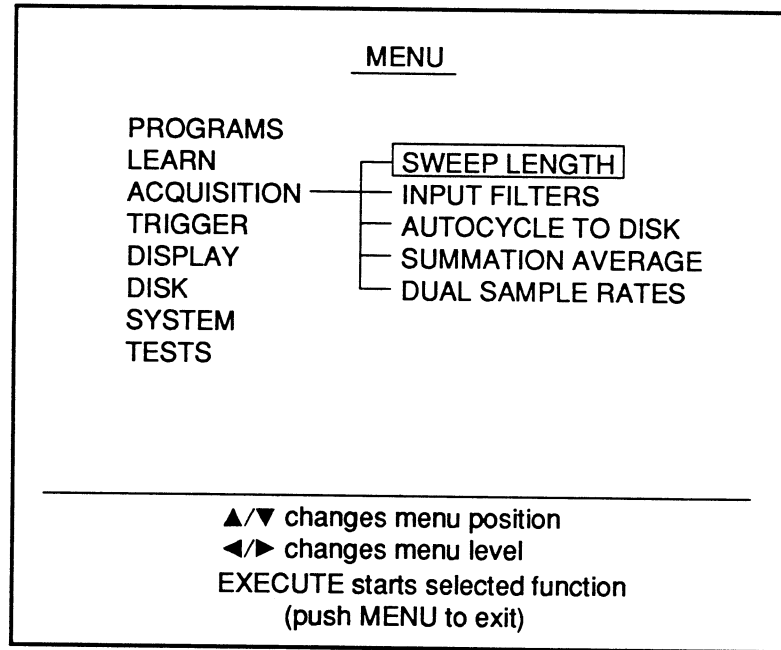 MENU
PROGRAMS
LEARN
ACQUISITION
TRIGGER
DISPLAY
DISK
SYSTEM
TESTS
SWEEP LENGTH
INPUT FILTERS
AUTOCYCLE TO DISK
SUMMATION AVERAGE
DUAL SAMPLE RATES
▲/▼ changes menu position
◄/► changes menu level
EXECUTE starts selected function
(push MENU to exit)